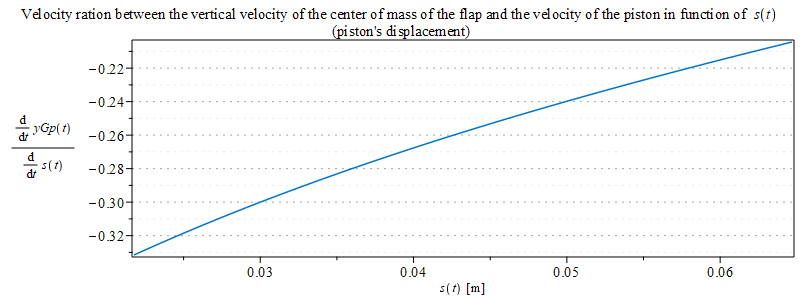 Velocity ration between the vertical velocity of the center of mass of the flap and the velocity of the piston in function of s(t)
(piston's displacement)
d
dt yGp(t)
d
dt s(t)
−0.22
−0.24
−0.26
−0.28
−0.30
−0.32
0.03 0.04 0.05 0.06
s(t) [m]